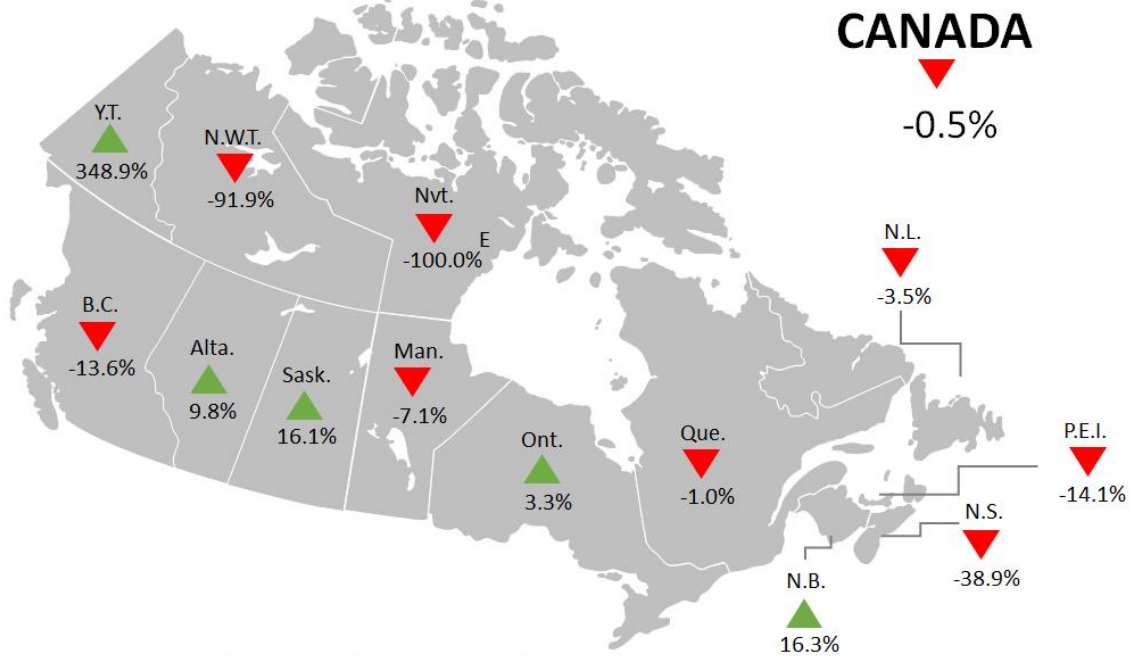 CANADA
-0.5%
Y.T.
348.9%
N.W.T.
-91.9%
Nvt.
E
-100.0%
N.L.
-3.5%
B.C.
-13.6%
Alta.
9.8%
Sask.
16.1%
Man.
-7.1%
Ont.
3.3%
Que.
-1.0%
P.E.I.
-14.1%
N.S.
-38.9%
N.B.
16.3%